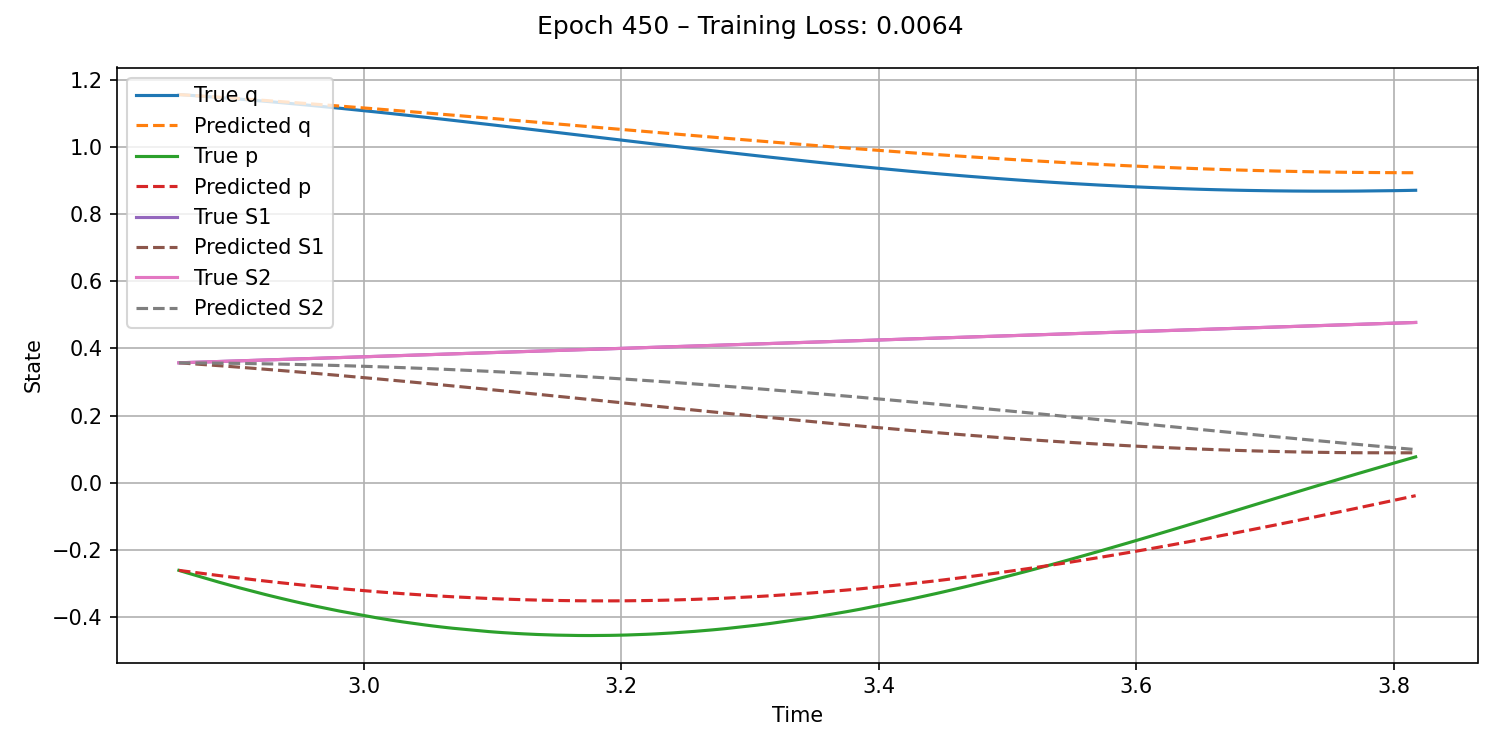 Epoch 450 – Training Loss: 0.0064
1.2
1.0
0.8
0.6
0.4
0.2
0.0
−0.2
−0.4
State
True q
Predicted q
True p
Predicted p
True S1
Predicted S1
True S2
Predicted S2
3.0 3.2 3.4 3.6 3.8
Time